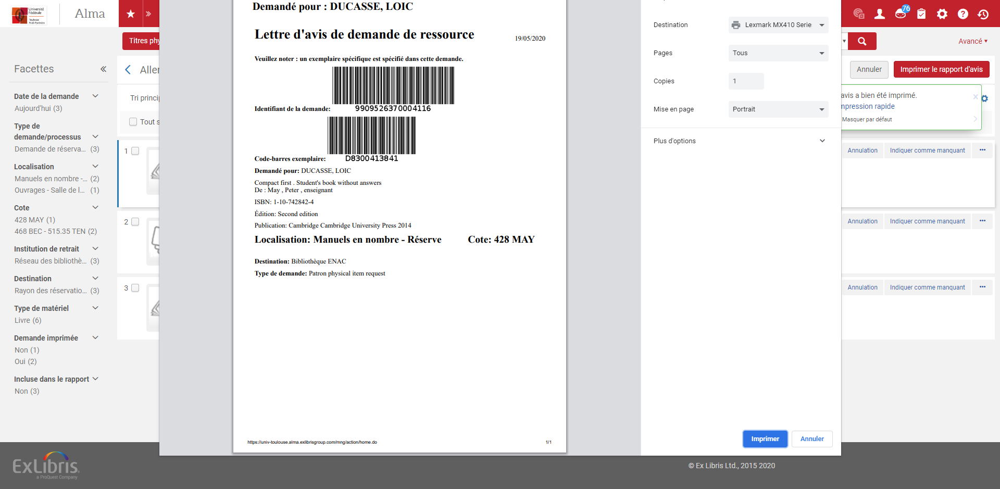 Université
Fédérale
Toulouse
Midi-Pyrénées
Alma
»
76
Titres phy
Avancé
Facettes
«
Date de la demande
Aujourd'hui (3)
Type de
demande/processus
Demande de réserva... (3)
Localisation
Manuels en nombre -... (2)
Ouvrages - Salle de l... (1)
Cote
428 MAY (1)
468 BEC - 515.35 TEN (2)
Institution de retrait
Réseau des bibliothè... (3)
Destination
Rayon des réservatio... (3)
Type de matériel
Livre (6)
Demande imprimée
Non (1)
Oui (2)
Incluse dans le rapport
Non (3)
Aller
Tri princip
Tout s
1
2
3
Demandé pour : DUCASSE, LOIC
Lettre d'avis de demande de ressource
19/05/2020
Veuillez noter : un exemplaire spécifique est spécifié dans cette demande.
Identifiant de la demande: 9909526370004116
Code-barres exemplaire: D8300413841
Demandé pour: DUCASSE, LOIC
Compact first . Student's book without answers
De : May , Peter , enseignant
ISBN: 1-10-742842-4
Édition: Second edition
Publication: Cambridge Cambridge University Press 2014
Localisation: Manuels en nombre - Réserve Cote: 428 MAY
Destination: Bibliothèque ENAC
Type de demande: Patron physical item request
https://univ-toulouse.alma.exlibrisgroup.com/mng/action/home.do 1/1
Destination Lexmark MX410 Serie
Pages Tous
Copies 1
Mise en page Portrait
Plus d'options
Imprimer Annuler
Annuler Imprimer le rapport d'avis
avis a bien été imprimé.
mpression rapide
Masquer par défaut
x
Annulation Indiquer comme manquant ...
Annulation Indiquer comme manquant ...
Annulation Indiquer comme manquant ...
ExLibris
a ProQuest Company
© Ex Libris Ltd., 2015 2020